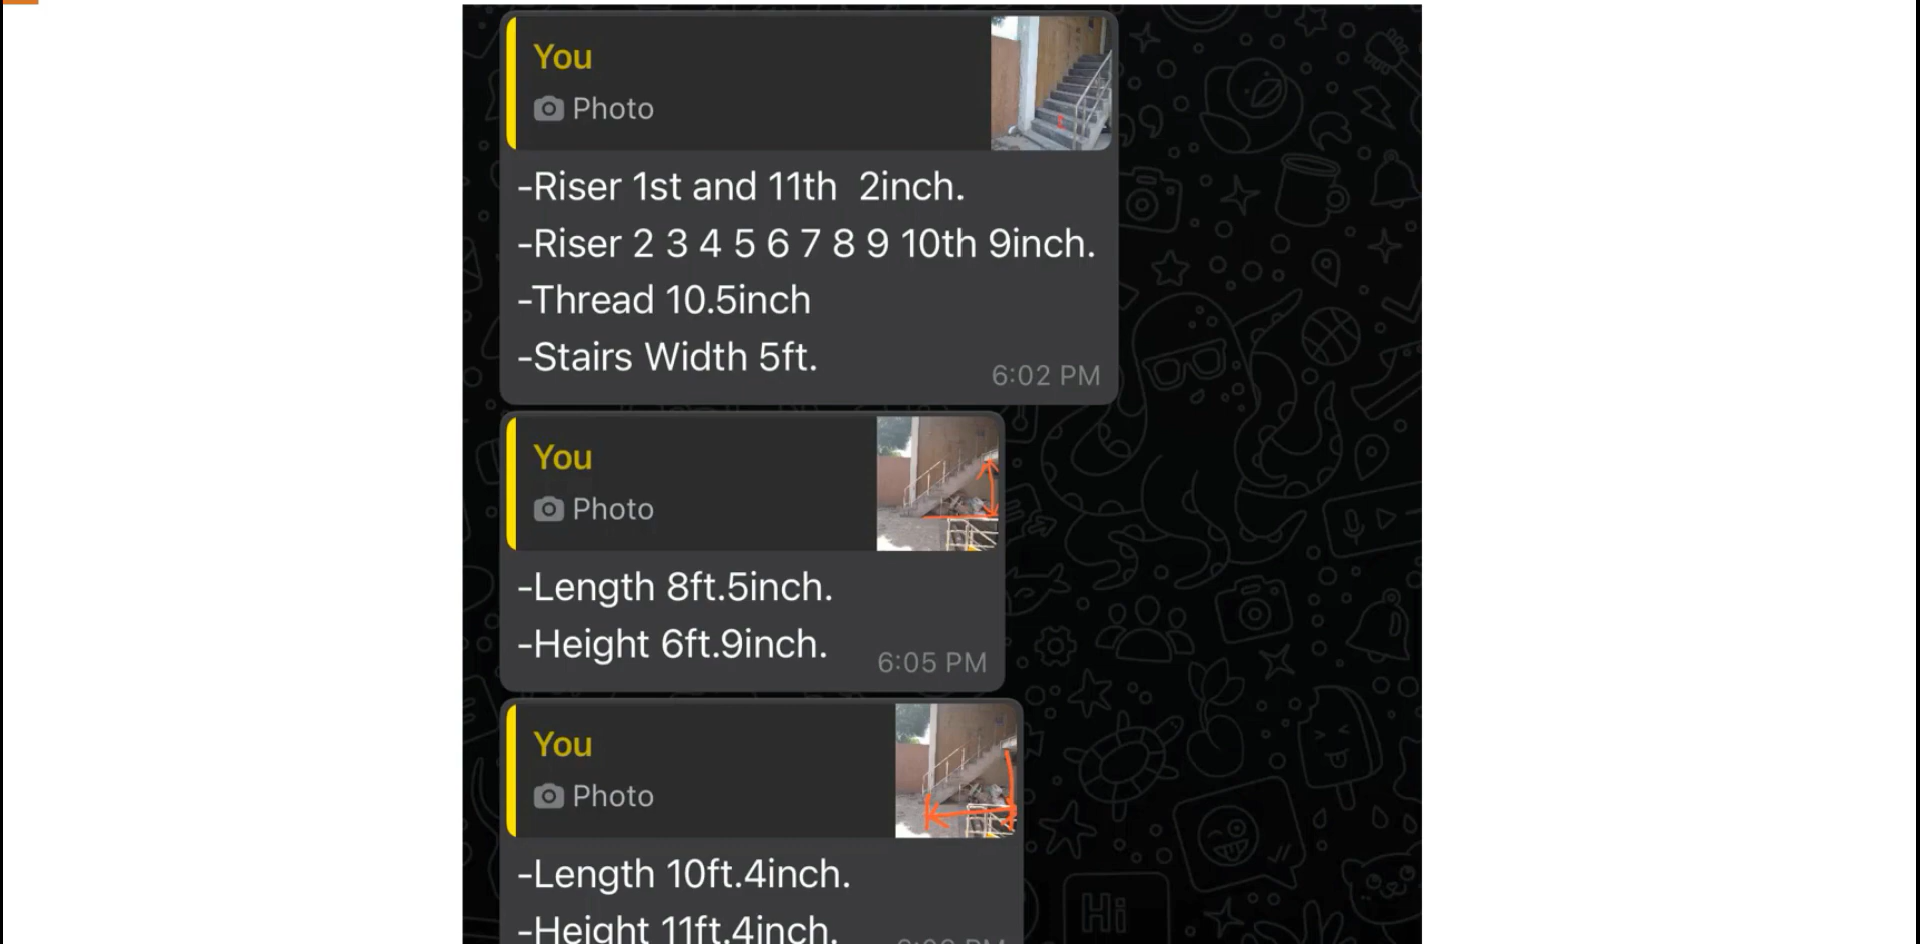 You
Photo
-Riser 1st and 11th  2inch.
-Riser 2 3 4 5 6 7 8 9 10th 9inch.
-Thread 10.5inch
-Stairs Width 5ft.
6:02 PM
You
Photo
-Length 8ft.5inch.
-Height 6ft.9inch.
6:05 PM
You
Photo
-Length 10ft.4inch.
-Height 11ft.4inch.
Hi